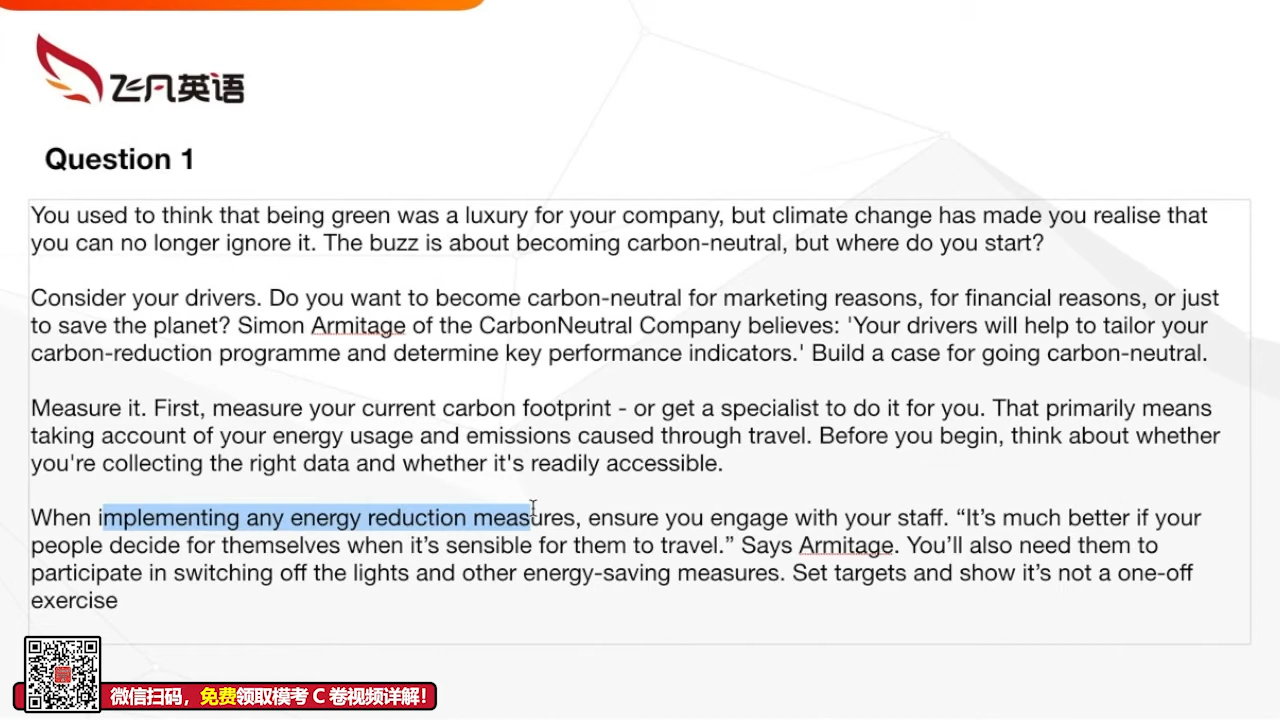 飞凡英语
Question 1
You used to think that being green was a luxury for your company, but climate change has made you realise that
you can no longer ignore it. The buzz is about becoming carbon-neutral, but where do you start?
Consider your drivers. Do you want to become carbon-neutral for marketing reasons, for financial reasons, or just
to save the planet? Simon Armitage of the CarbonNeutral Company believes: 'Your drivers will help to tailor your
carbon-reduction programme and determine key performance indicators.' Build a case for going carbon-neutral.
Measure it. First, measure your current carbon footprint - or get a specialist to do it for you. That primarily means
taking account of your energy usage and emissions caused through travel. Before you begin, think about whether
you're collecting the right data and whether it's readily accessible.
When implementing any energy reduction measures, ensure you engage with your staff. “It’s much better if your
people decide for themselves when it’s sensible for them to travel.” Says Armitage. You’ll also need them to
participate in switching off the lights and other energy-saving measures. Set targets and show it’s not a one-off
exercise
微信扫码，免费领取模考 C 卷视频详解！